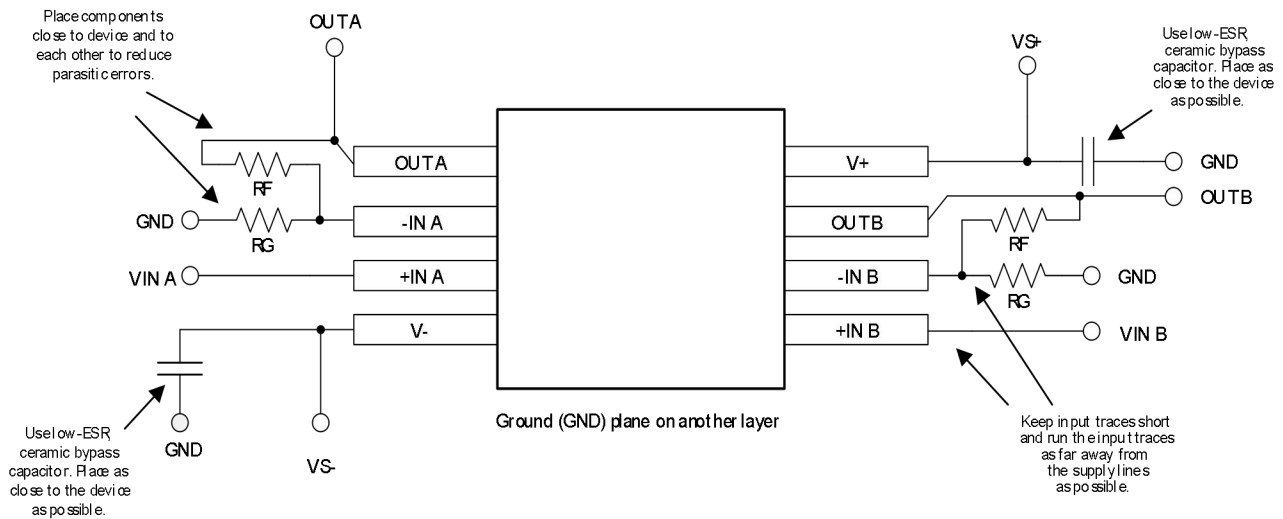 Place components
close to device and to
each other to reduce
parasitic errors.
OUTA
VS+
Use low-ESR,
ceramic bypass
capacitor. Place as
close to the device
as possible.
RF
RG
GND
VIN A
OUTA
-IN A
+IN A
V-
V+
OUTB
-IN B
+IN B
GND
OUTB
RF
RG
GND
VIN B
GND
VS-
Use low-ESR,
ceramic bypass
capacitor. Place as
close to the device
as possible.
Ground (GND) plane on another layer
Keep input traces short
and run the input traces
as far away from
the supply lines
as possible.